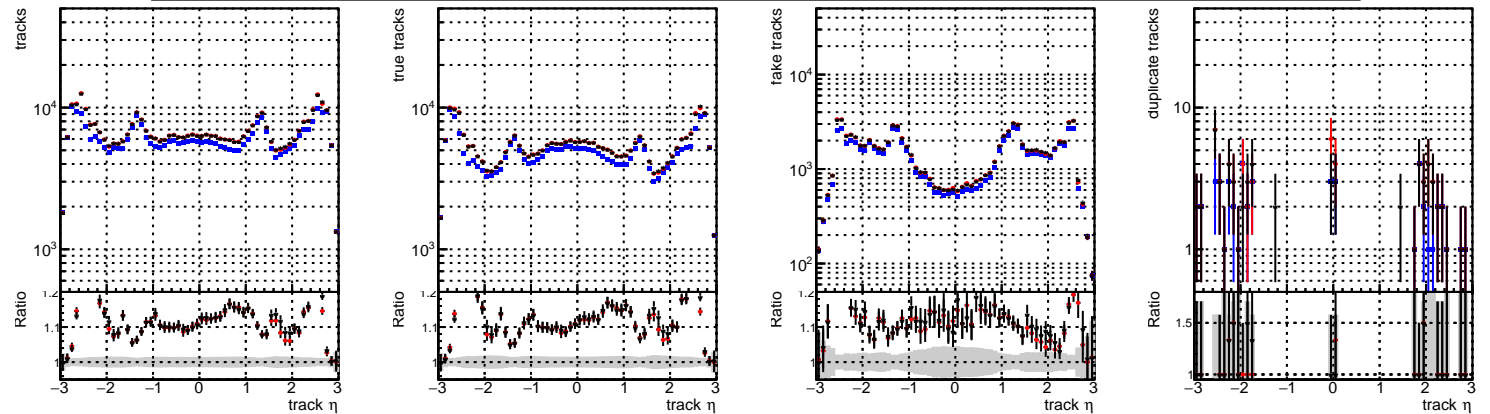 tracks
10⁴
10³
Ratio
1.2
1.1
1
−3 −2 −1 0 1 2 3
track η
true tracks
10⁴
10³
Ratio
1.2
1.1
1
−3 −2 −1 0 1 2 3
track η
fake tracks
10⁴
10³
10²
Ratio
1.2
1.1
1
−3 −2 −1 0 1 2 3
track η
duplicate tracks
10
1
Ratio
1.5
1
−3 −2 −1 0 1 2 3
track η